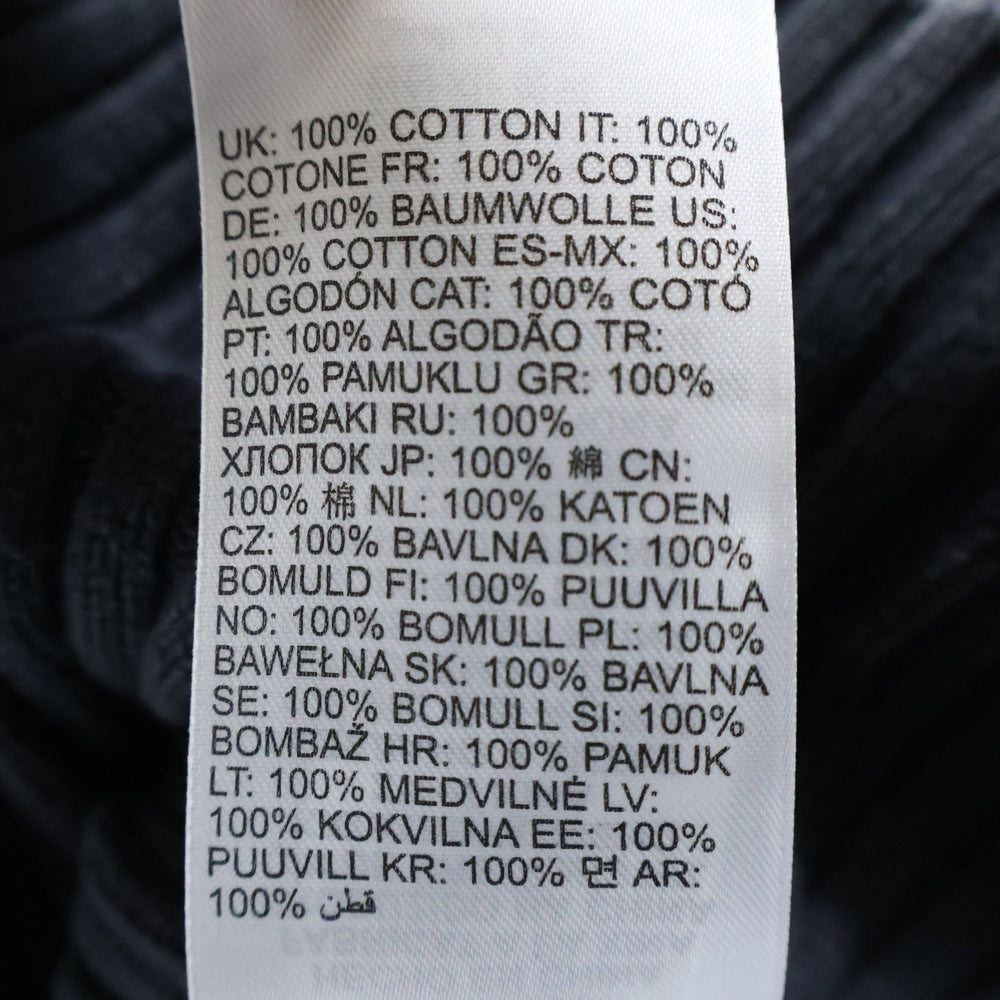 UK: 100% COTTON IT: 100%
COTONE FR: 100% COTON
DE: 100% BAUMWOLLE US:
100% COTTON ES-MX: 100%
ALGODÓN CAT: 100% COTÓ
PT: 100% ALGODÃO TR:
100% PAMUKLU GR: 100%
BAMBAKI RU: 100%
ХЛОПОК JP: 100% 綿 CN:
100% 棉 NL: 100% KATOEN
CZ: 100% BAVLNA DK: 100%
BOMULD FI: 100% PUUVILLA
NO: 100% BOMULL PL: 100%
BAWEŁNA SK: 100% BAVLNA
SE: 100% BOMULL SI: 100%
BOMBAŽ HR: 100% PAMUK
LT: 100% MEDVILNĖ LV:
100% KOKVILNA EE: 100%
PUUVILL KR: 100% 면 AR:
100% قطن